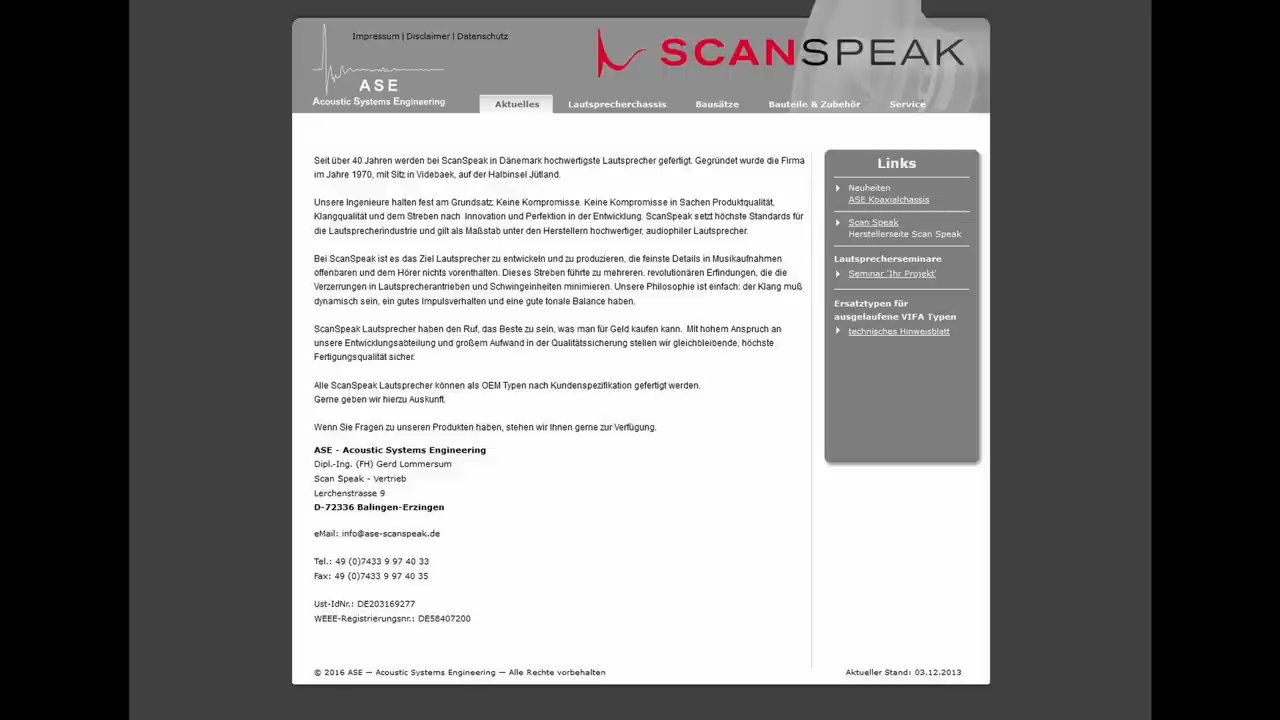 Impressum | Disclaimer | Datenschutz
SCANSPEAK
ASE
Acoustic Systems Engineering
Aktuelles Lautsprecherchassis Bausätze Bauteile & Zubehör Service
Seit über 40 Jahren werden bei ScanSpeak in Dänemark hochwertigste Lautsprecher gefertigt. Gegründet wurde die Firma
im Jahre 1970, mit Sitz in Videbaek, auf der Halbinsel Jütland.
Unsere Ingenieure halten fest am Grundsatz: Keine Kompromisse. Keine Kompromisse in Sachen Produktqualität,
Klangqualität und dem Streben nach Innovation und Perfektion in der Entwicklung. ScanSpeak setzt höchste Standards für
die Lautsprecherindustrie und gilt als Maßstab unter den Herstellern hochwertiger, audiophiler Lautsprecher.
Bei ScanSpeak ist es das Ziel Lautsprecher zu entwickeln und zu produzieren, die feinste Details in Musikaufnahmen
offenbaren und dem Hörer nichts vorenthalten. Dieses Streben führte zu mehreren. revolutionären Erfindungen, die die
Verzerrungen in Lautsprecherantrieben und Schwingeinheiten minimieren. Unsere Philosophie ist einfach: der Klang muß
dynamisch sein, ein gutes Impulsverhalten und eine gute tonale Balance haben.
ScanSpeak Lautsprecher haben den Ruf, das Beste zu sein, was man für Geld kaufen kann. Mit hohem Anspruch an
unsere Entwicklungsabteilung und großem Aufwand in der Qualitätssicherung stellen wir gleichbleibende, höchste
Fertigungsqualität sicher.
Alle ScanSpeak Lautsprecher können als OEM Typen nach Kundenspezifikation gefertigt werden.
Gerne geben wir hierzu Auskunft.
Wenn Sie Fragen zu unseren Produkten haben, stehen wir Ihnen gerne zur Verfügung.
ASE - Acoustic Systems Engineering
Dipl.-Ing. (FH) Gerd Lommersum
Scan Speak - Vertrieb
Lerchenstrasse 9
D-72336 Balingen-Erzingen
eMail: info@ase-scanspeak.de
Tel.: 49 (0)7433 9 97 40 33
Fax: 49 (0)7433 9 97 40 35
Ust-IdNr.: DE203169277
WEEE-Registrierungsnr.: DE58407200
Links
Neuheiten
ASE Koaxialchassis
Scan Speak
Herstellerseite Scan Speak
Lautsprecherseminare
Seminar 'Ihr Projekt'
Ersatztypen für
ausgelaufene VIFA Typen
technisches Hinweisblatt
© 2016 ASE — Acoustic Systems Engineering — Alle Rechte vorbehalten
Aktueller Stand: 03.12.2013